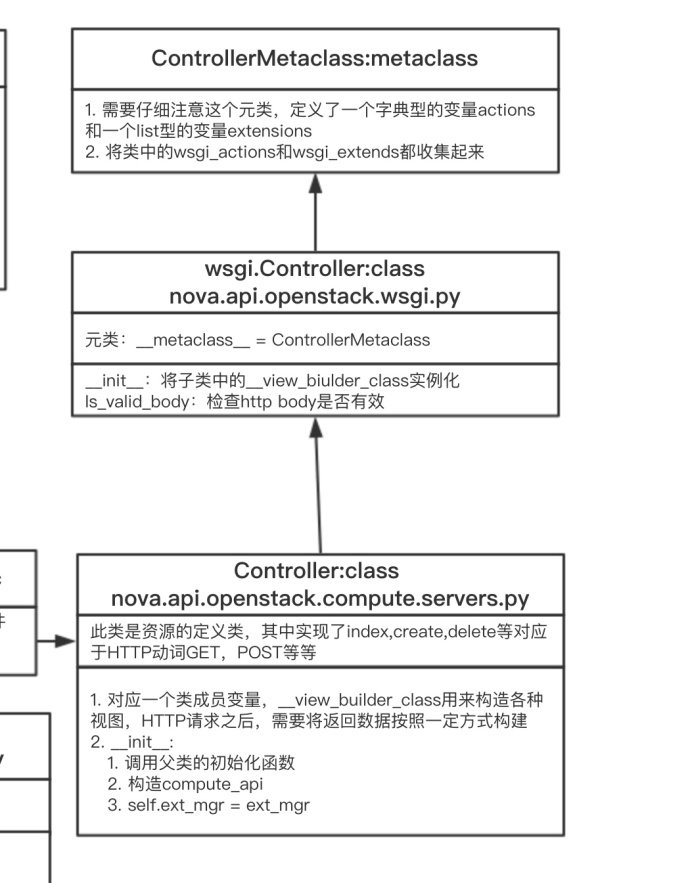 ControllerMetaclass:metaclass
1. 需要仔细注意这个元类，定义了一个字典型的变量actions
和一个list型的变量extensions
2. 将类中的wsgi_actions和wsgi_extends都收集起来
wsgi.Controller:class
nova.api.openstack.wsgi.py
元类：__metaclass__ = ControllerMetaclass
__init__：将子类中的__view_biulder_class实例化
Is_valid_body：检查http body是否有效
Controller:class
nova.api.openstack.compute.servers.py
件
此类是资源的定义类，其中实现了index,create,delete等对应
于HTTP动词GET，POST等等
1. 对应一个类成员变量，__view_builder_class用来构造各种
视图，HTTP请求之后，需要将返回数据按照一定方式构建
2. __init__:
1. 调用父类的初始化函数
2. 构造compute_api
3. self.ext_mgr = ext_mgr